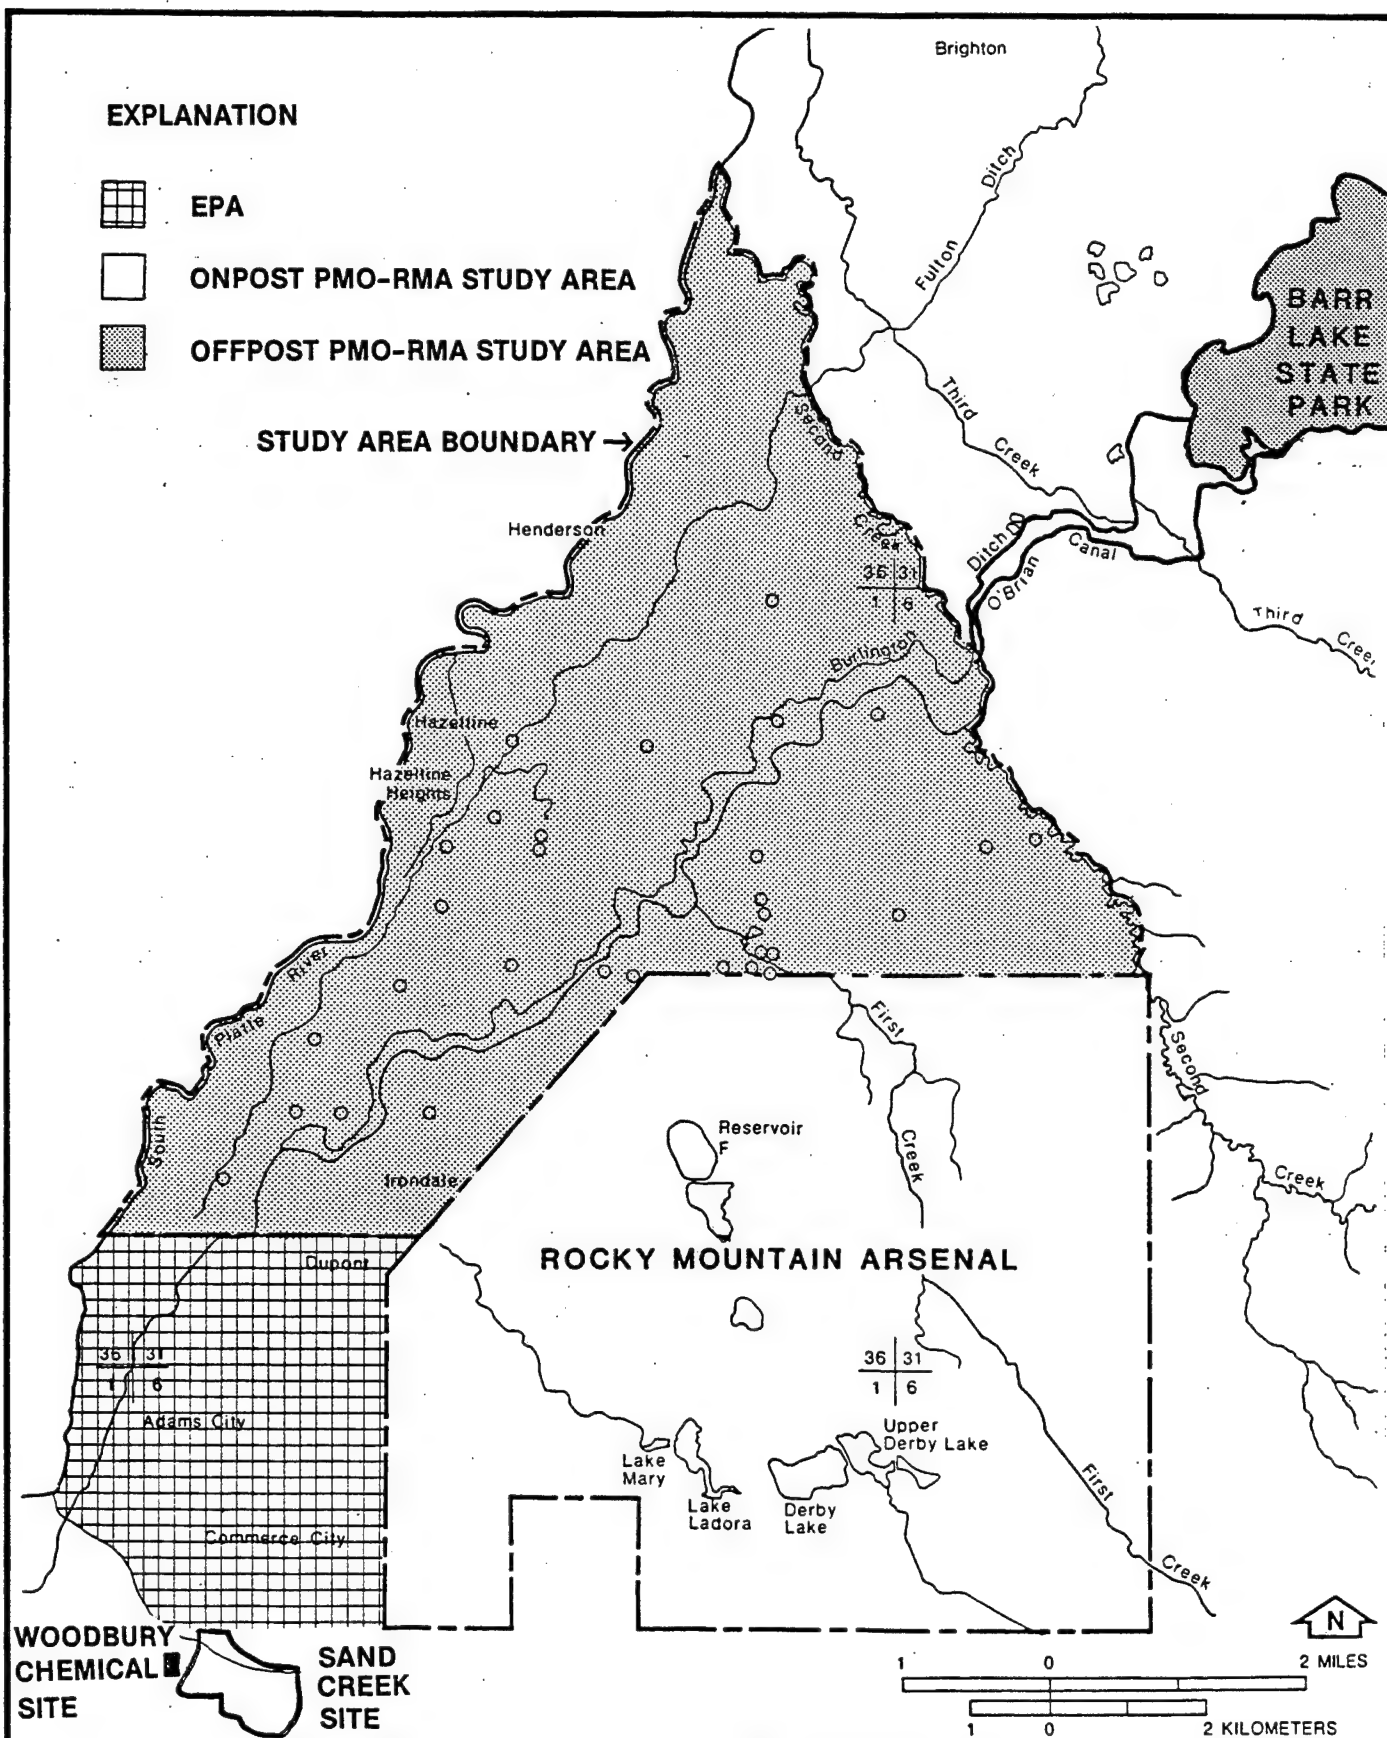 Brighton
EXPLANATION
EPA
ONPOST PMO-RMA STUDY AREA
OFFPOST PMO-RMA STUDY AREA
STUDY AREA BOUNDARY
Fulton Ditch
BARR
LAKE
STATE
PARK
Third Creek
Second Creek
Henderson
Ditch
O'Brian Canal
36 31
1 6
Third Creek
Burlington
Hazeltine
Hazeltine
Heights
South Platte River
First Creek
Second Creek
Reservoir
F
Irondale
ROCKY MOUNTAIN ARSENAL
Dupont
36 31
1 6
36 31
1 6
Adams City
Upper
Derby Lake
Lake
Mary
Lake
Ladora
Derby
Lake
First Creek
Commerce City
N
WOODBURY
CHEMICAL
SITE
SAND
CREEK
SITE
1 0 2 MILES
1 0 2 KILOMETERS